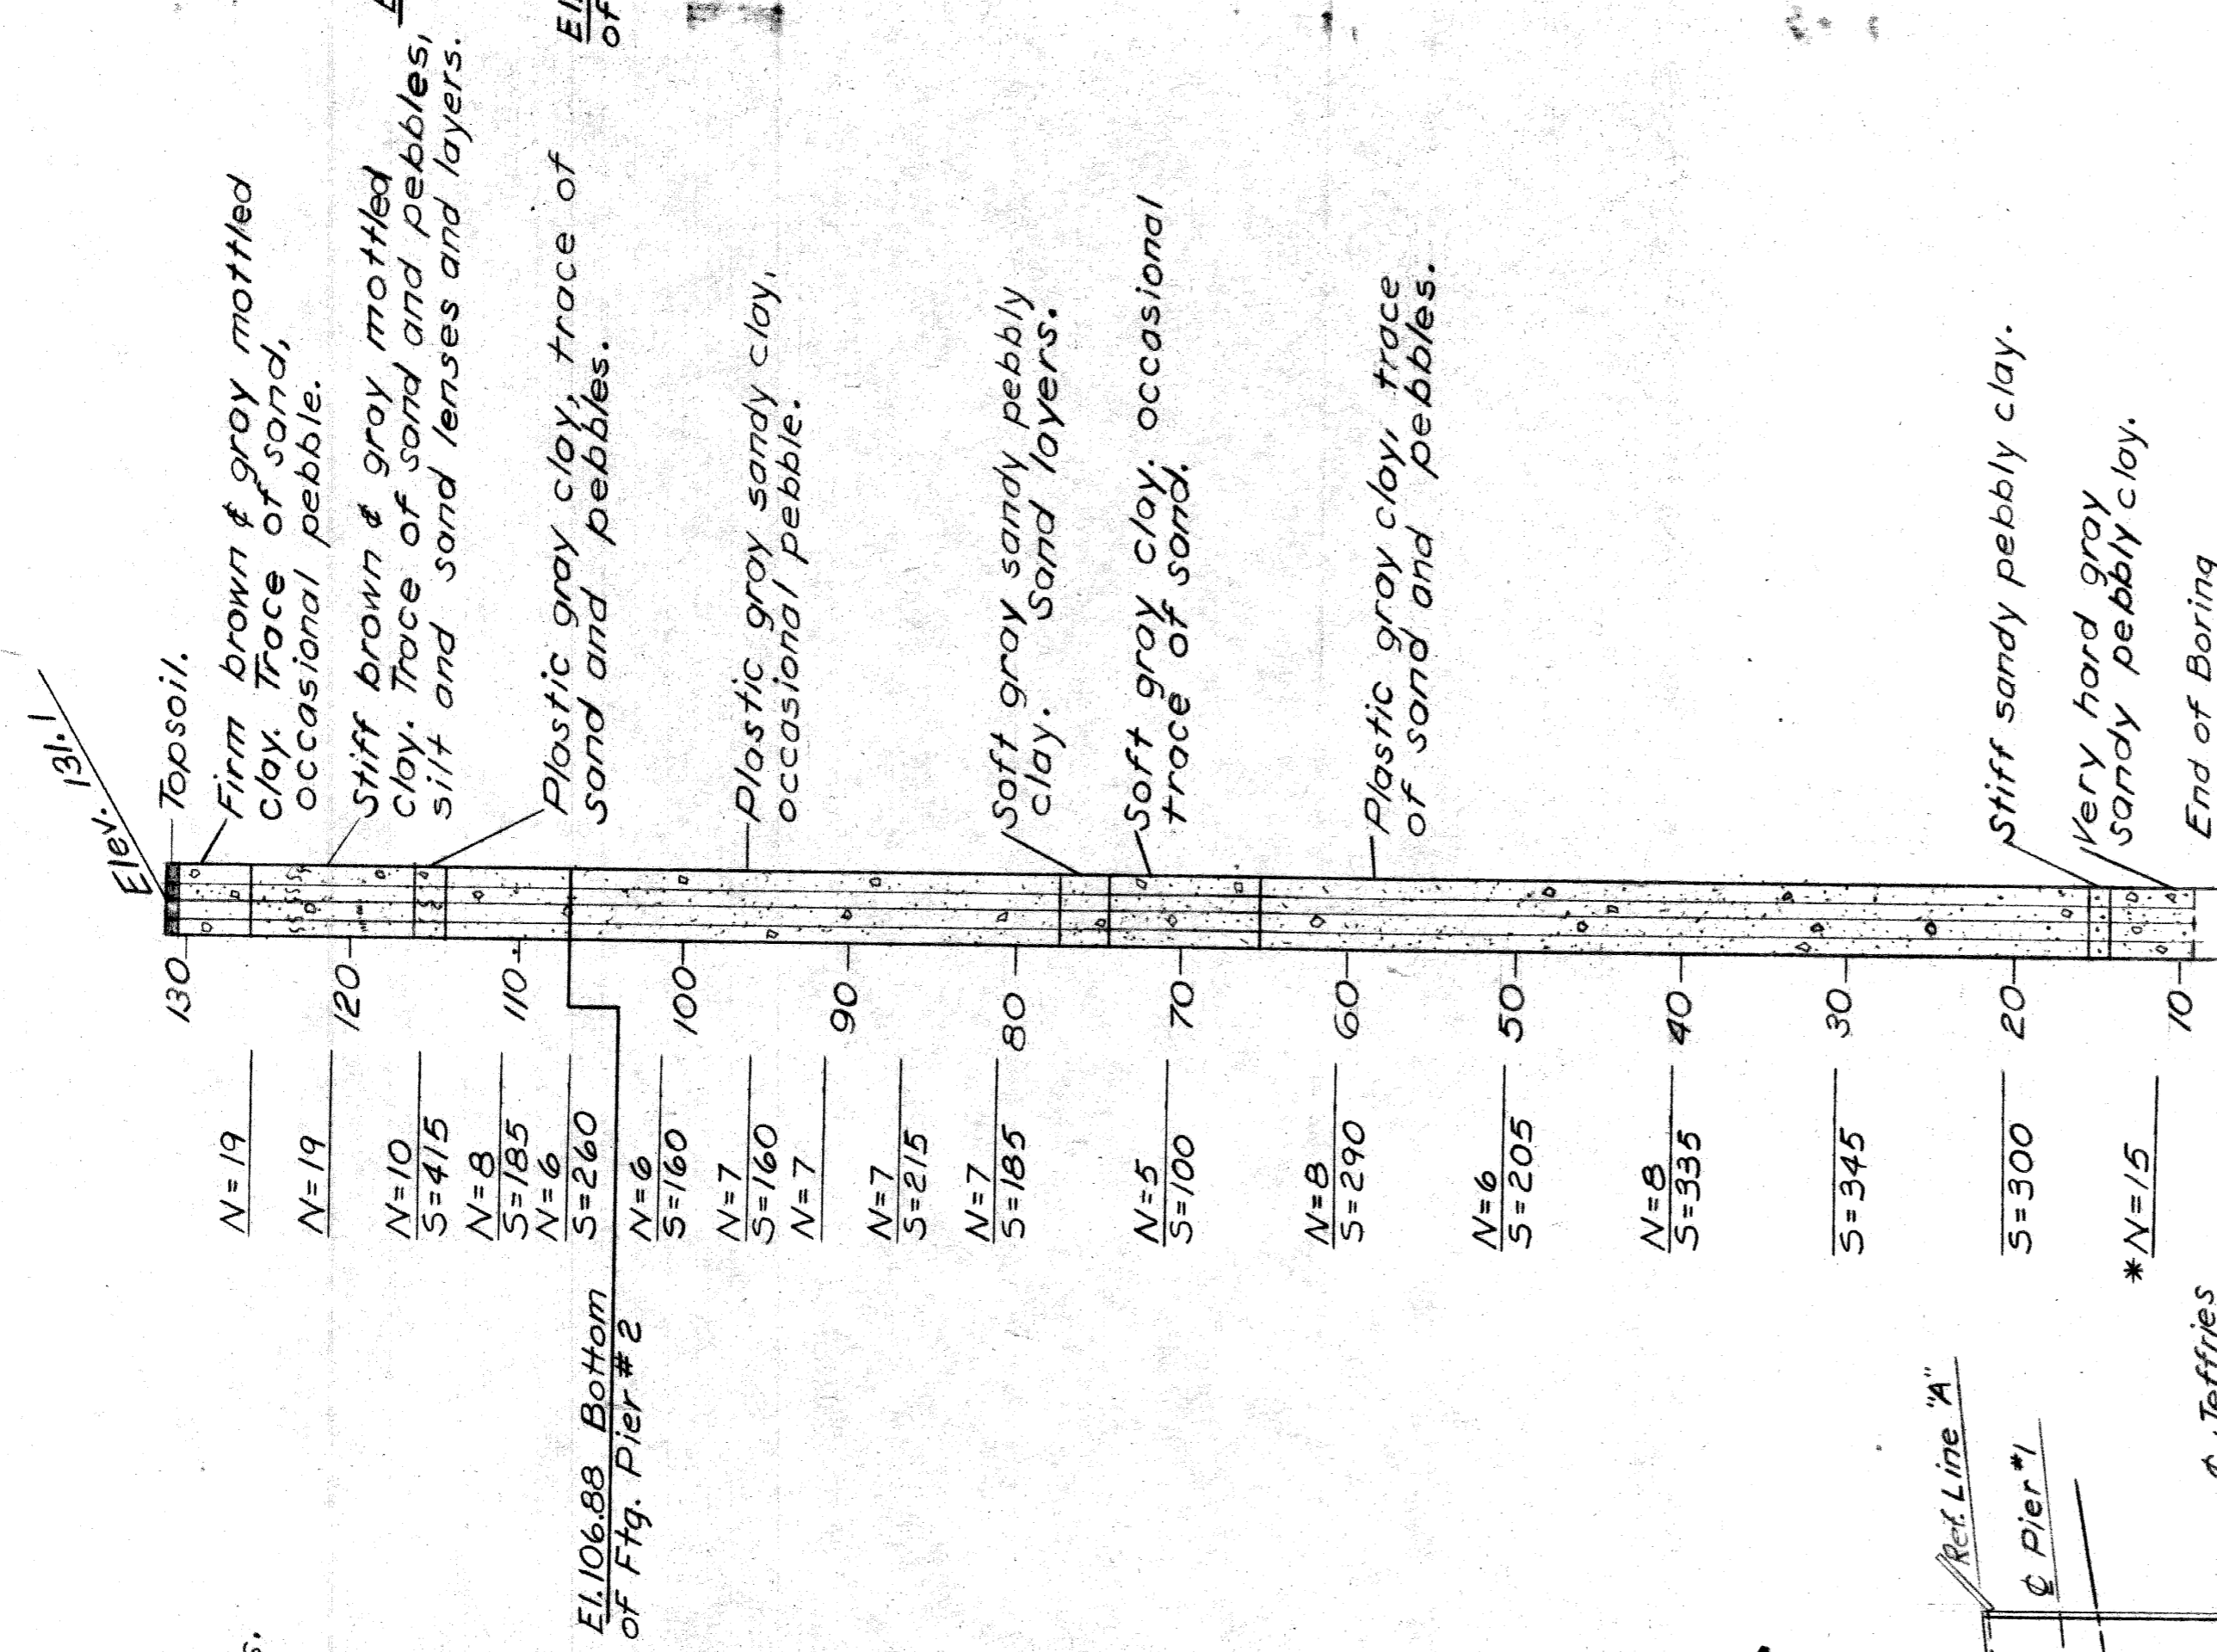 Elev. 131.1
Topsoil.
Firm brown & gray mottled
clay. Trace of sand,
occasional pebble.
Stiff brown & gray mottled
clay. Trace of sand and pebbles,
silt and sand lenses and layers.
Plastic gray clay, trace of
sand and pebbles.
Plastic gray sandy clay,
occasional pebble.
Soft gray sandy pebbly
clay. Sand layers.
Soft gray clay, occasional
trace of sand.
Plastic gray clay, trace
of sand and pebbles.
Stiff sandy pebbly clay.
Very hard gray
sandy pebbly clay.
End of Boring
130
120
110
100
90
80
70
60
50
40
30
20
10
N=19
N=19
N=10
S=415
N=8
S=185
N=6
S=260
N=6
S=160
N=7
S=160
N=7
N=7
S=215
N=7
S=185
N=5
S=100
N=8
S=290
N=6
S=205
N=8
S=335
S=345
S=300
*N=15
El. 106.88 Bottom
of Ftg. Pier #2
El.
of
Ref. Line "A"
℄ Pier #1
℄ Jeffries
s.